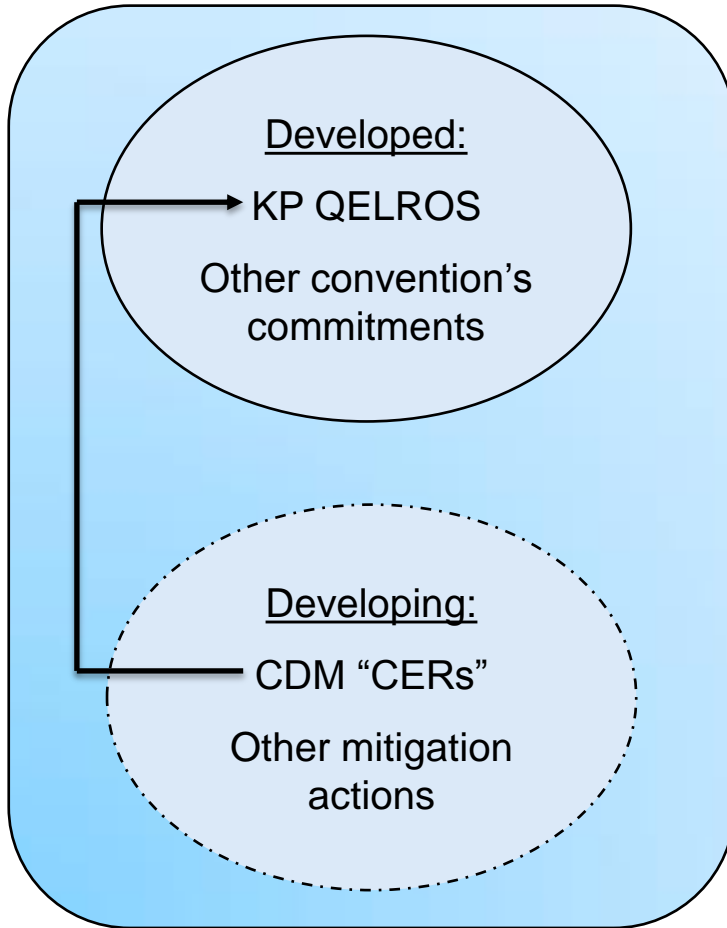 Developed:
KP QELROS
Other convention’s
commitments
Developing:
CDM “CERs”
Other mitigation
actions